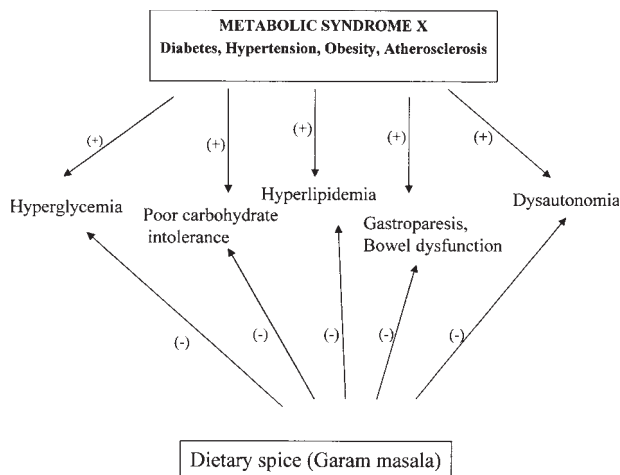 METABOLIC SYNDROME X
Diabetes, Hypertension, Obesity, Atherosclerosis
(+)
(+)
(+)
(+)
(+)
Hyperglycemia
Poor carbohydrate
intolerance
Hyperlipidemia
Gastroparesis,
Bowel dysfunction
Dysautonomia
(-)
(-)
(-)
(-)
(-)
Dietary spice (Garam masala)